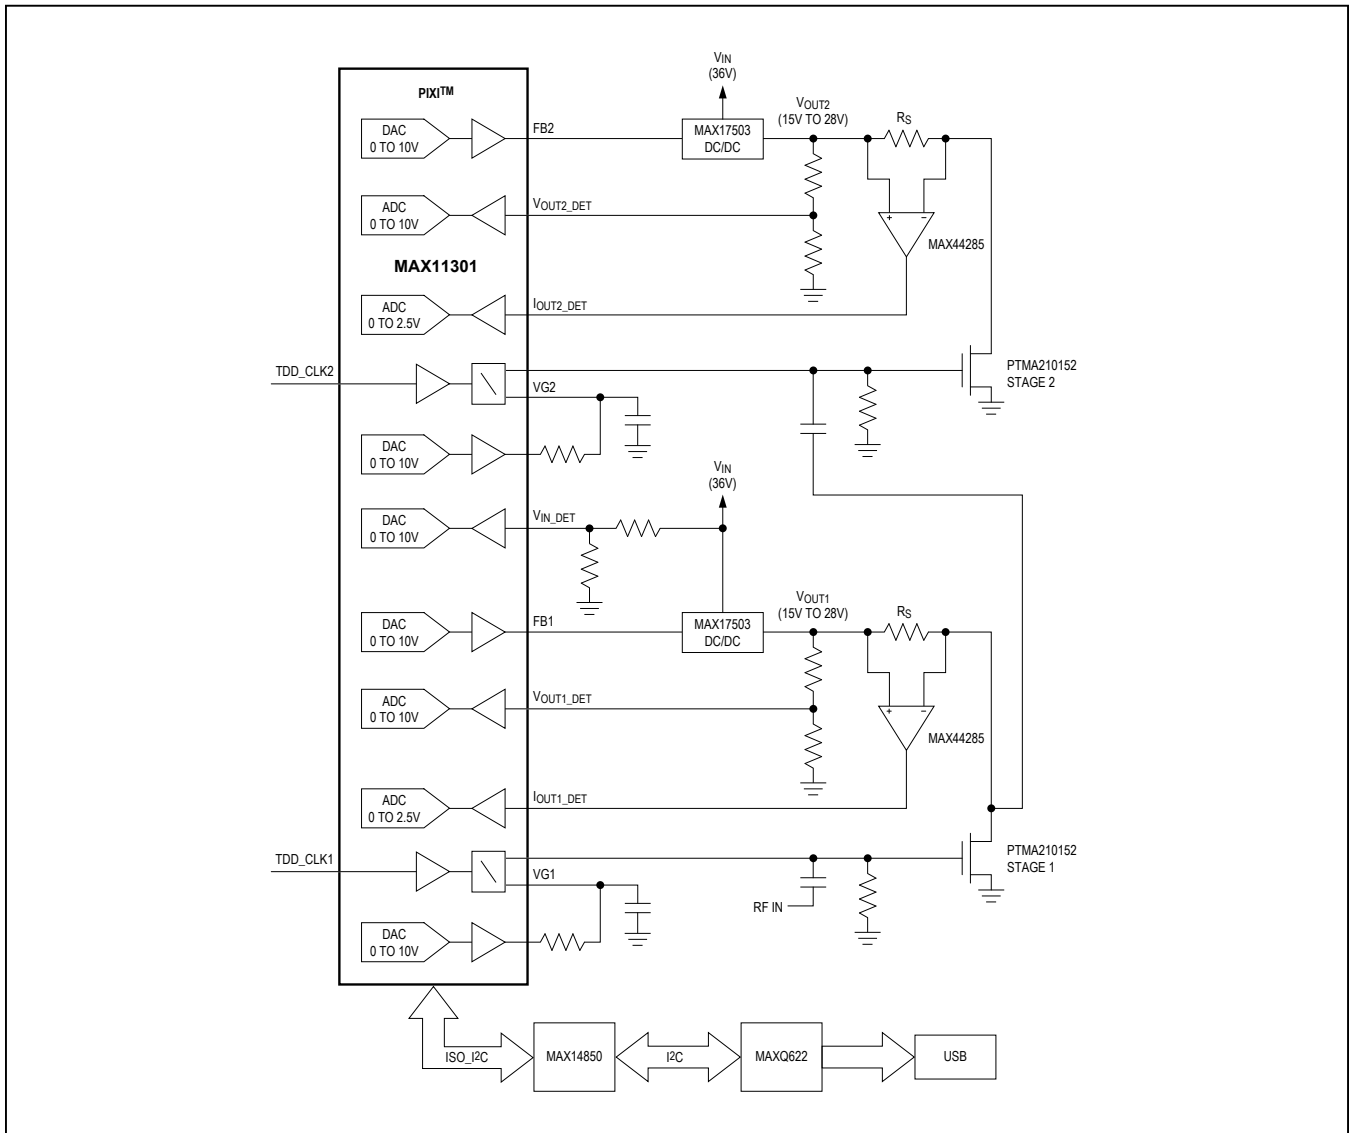 VIN
(36V)
PIXI™
VOUT2
(15V TO 28V)
RS
DAC
0 TO 10V
FB2
MAX17503
DC/DC
ADC
0 TO 10V
VOUT2_DET
+
−
MAX44285
MAX11301
ADC
0 TO 2.5V
IOUT2_DET
TDD_CLK2
VG2
PTMA210152
STAGE 2
DAC
0 TO 10V
VIN
(36V)
DAC
0 TO 10V
VIN_DET
VOUT1
(15V TO 28V)
RS
DAC
0 TO 10V
FB1
MAX17503
DC/DC
ADC
0 TO 10V
VOUT1_DET
+
−
MAX44285
ADC
0 TO 2.5V
IOUT1_DET
TDD_CLK1
VG1
PTMA210152
STAGE 1
RF IN
DAC
0 TO 10V
ISO_I2C
MAX14850
I2C
MAXQ622
USB